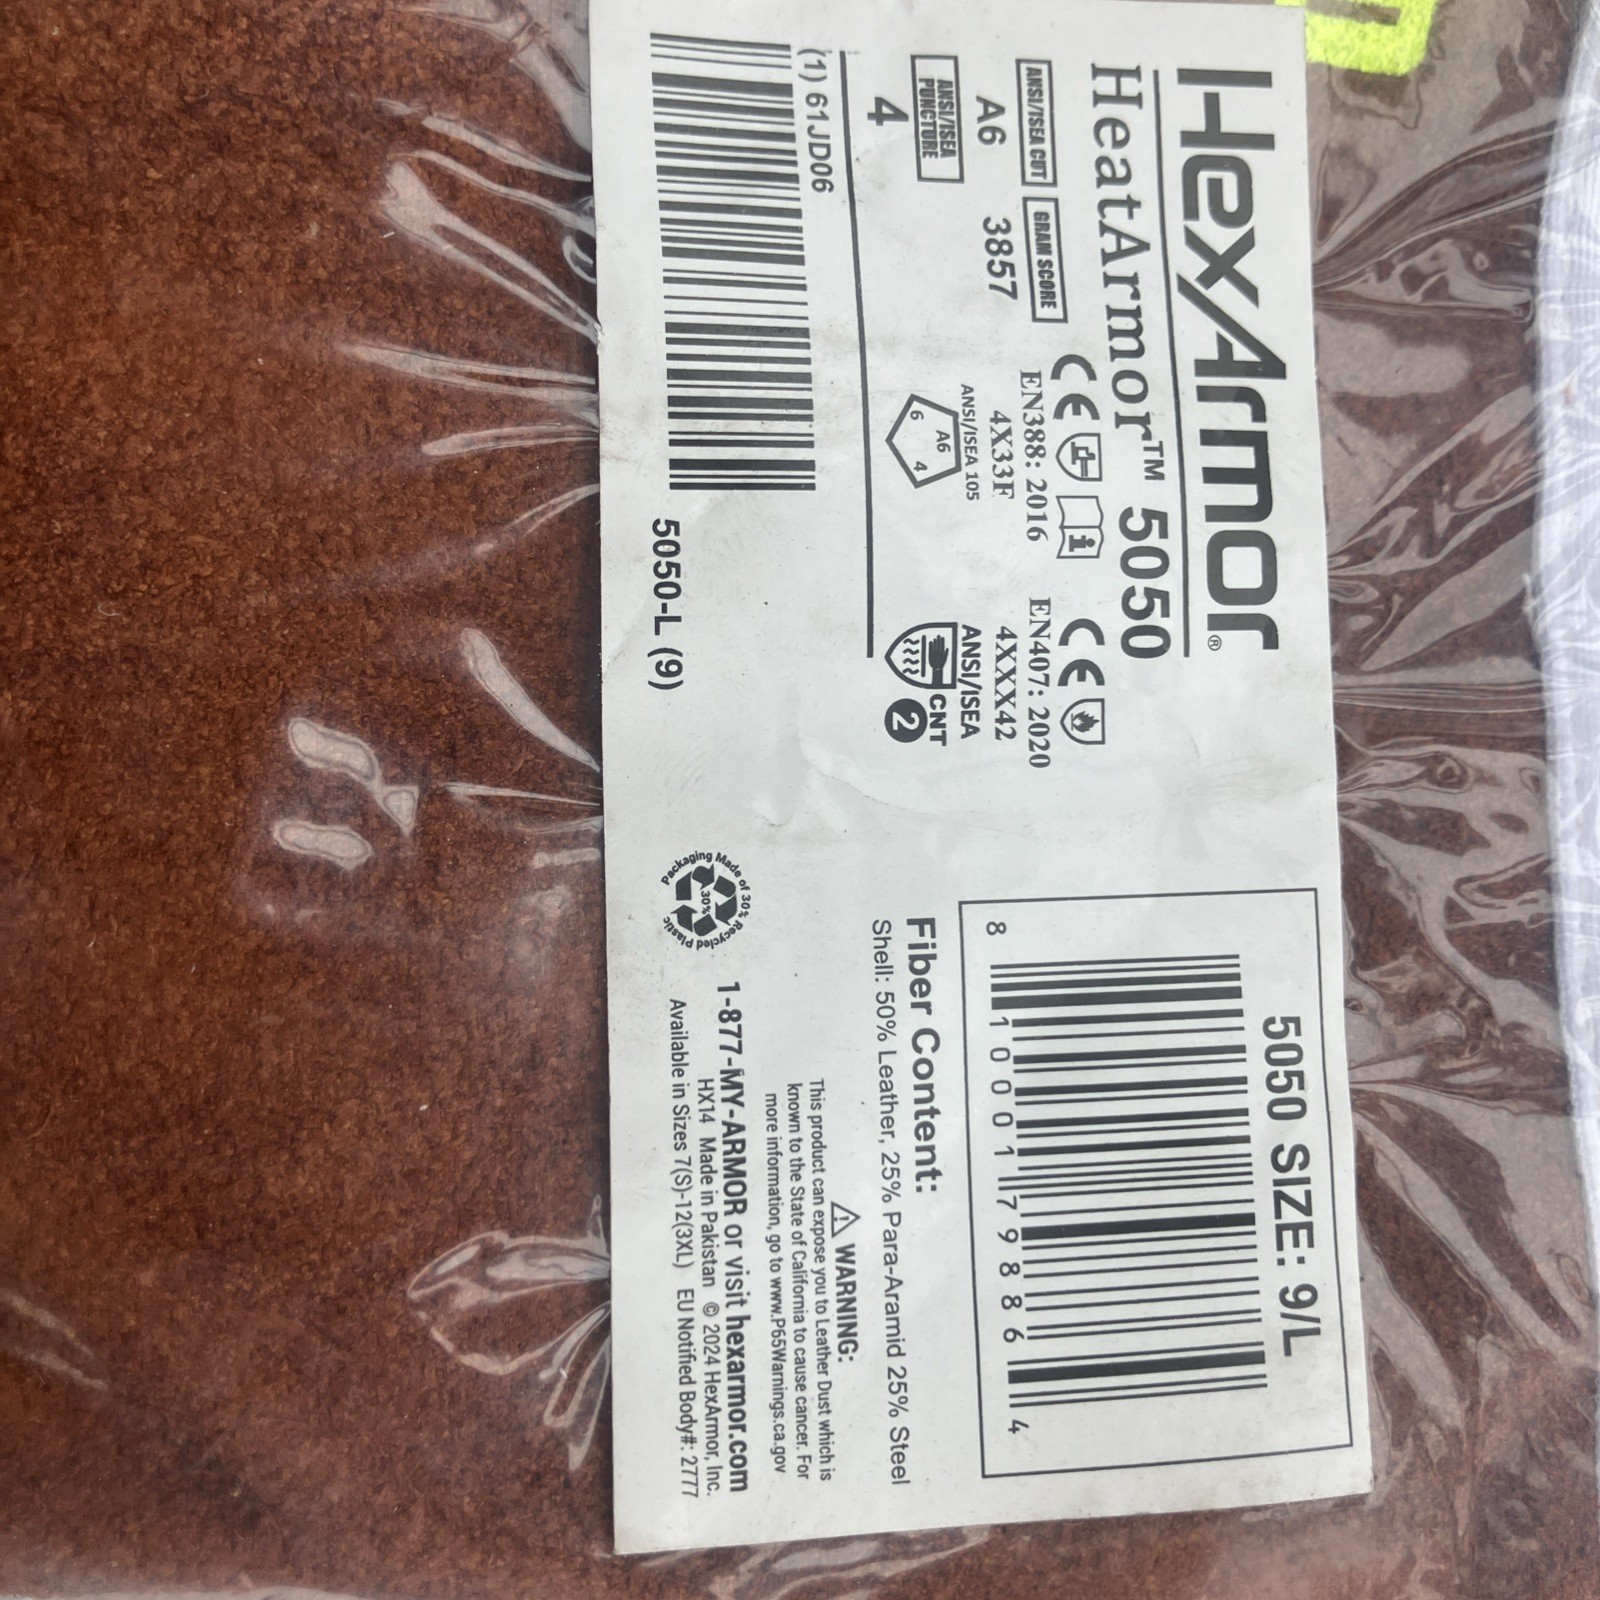 HexArmor®
HeatArmor™ 5050
ANSI/ISEA CUT
A6
GRAM SCORE
3857
ANSI/ISEA
PUNCTURE
4
CE
EN388: 2016
4X33F
ANSI/ISEA 105
A6
6
4
CE
EN407: 2020
4XXX42
ANSI/ISEA
CNT
2
(1) 61JD06
5050-L (9)
5050 SIZE: 9/L
8 10001 79886 4
Fiber Content:
Shell: 50% Leather, 25% Para-Aramid 25% Steel
WARNING:
This product can expose you to Leather Dust which is
known to the State of California to cause cancer. For
more information, go to www.P65Warnings.ca.gov
Packaging Made of 30% Recycled Plastic
30%
1-877-MY-ARMOR or visit hexarmor.com
HX14 Made in Pakistan © 2024 HexArmor, Inc.
Available in Sizes 7(S)-12(3XL) EU Notified Body#: 2777